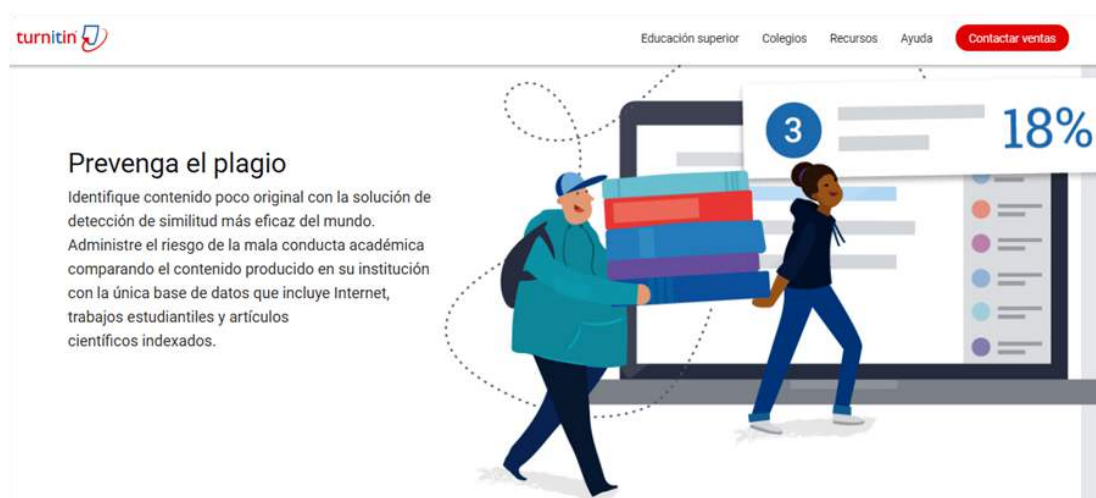 turnitin
Educación superior Colegios Recursos Ayuda Contactar ventas
Prevenga el plagio
Identifique contenido poco original con la solución de
detección de similitud más eficaz del mundo.
Administre el riesgo de la mala conducta académica
comparando el contenido producido en su institución
con la única base de datos que incluye Internet,
trabajos estudiantiles y artículos
científicos indexados.
3 18%